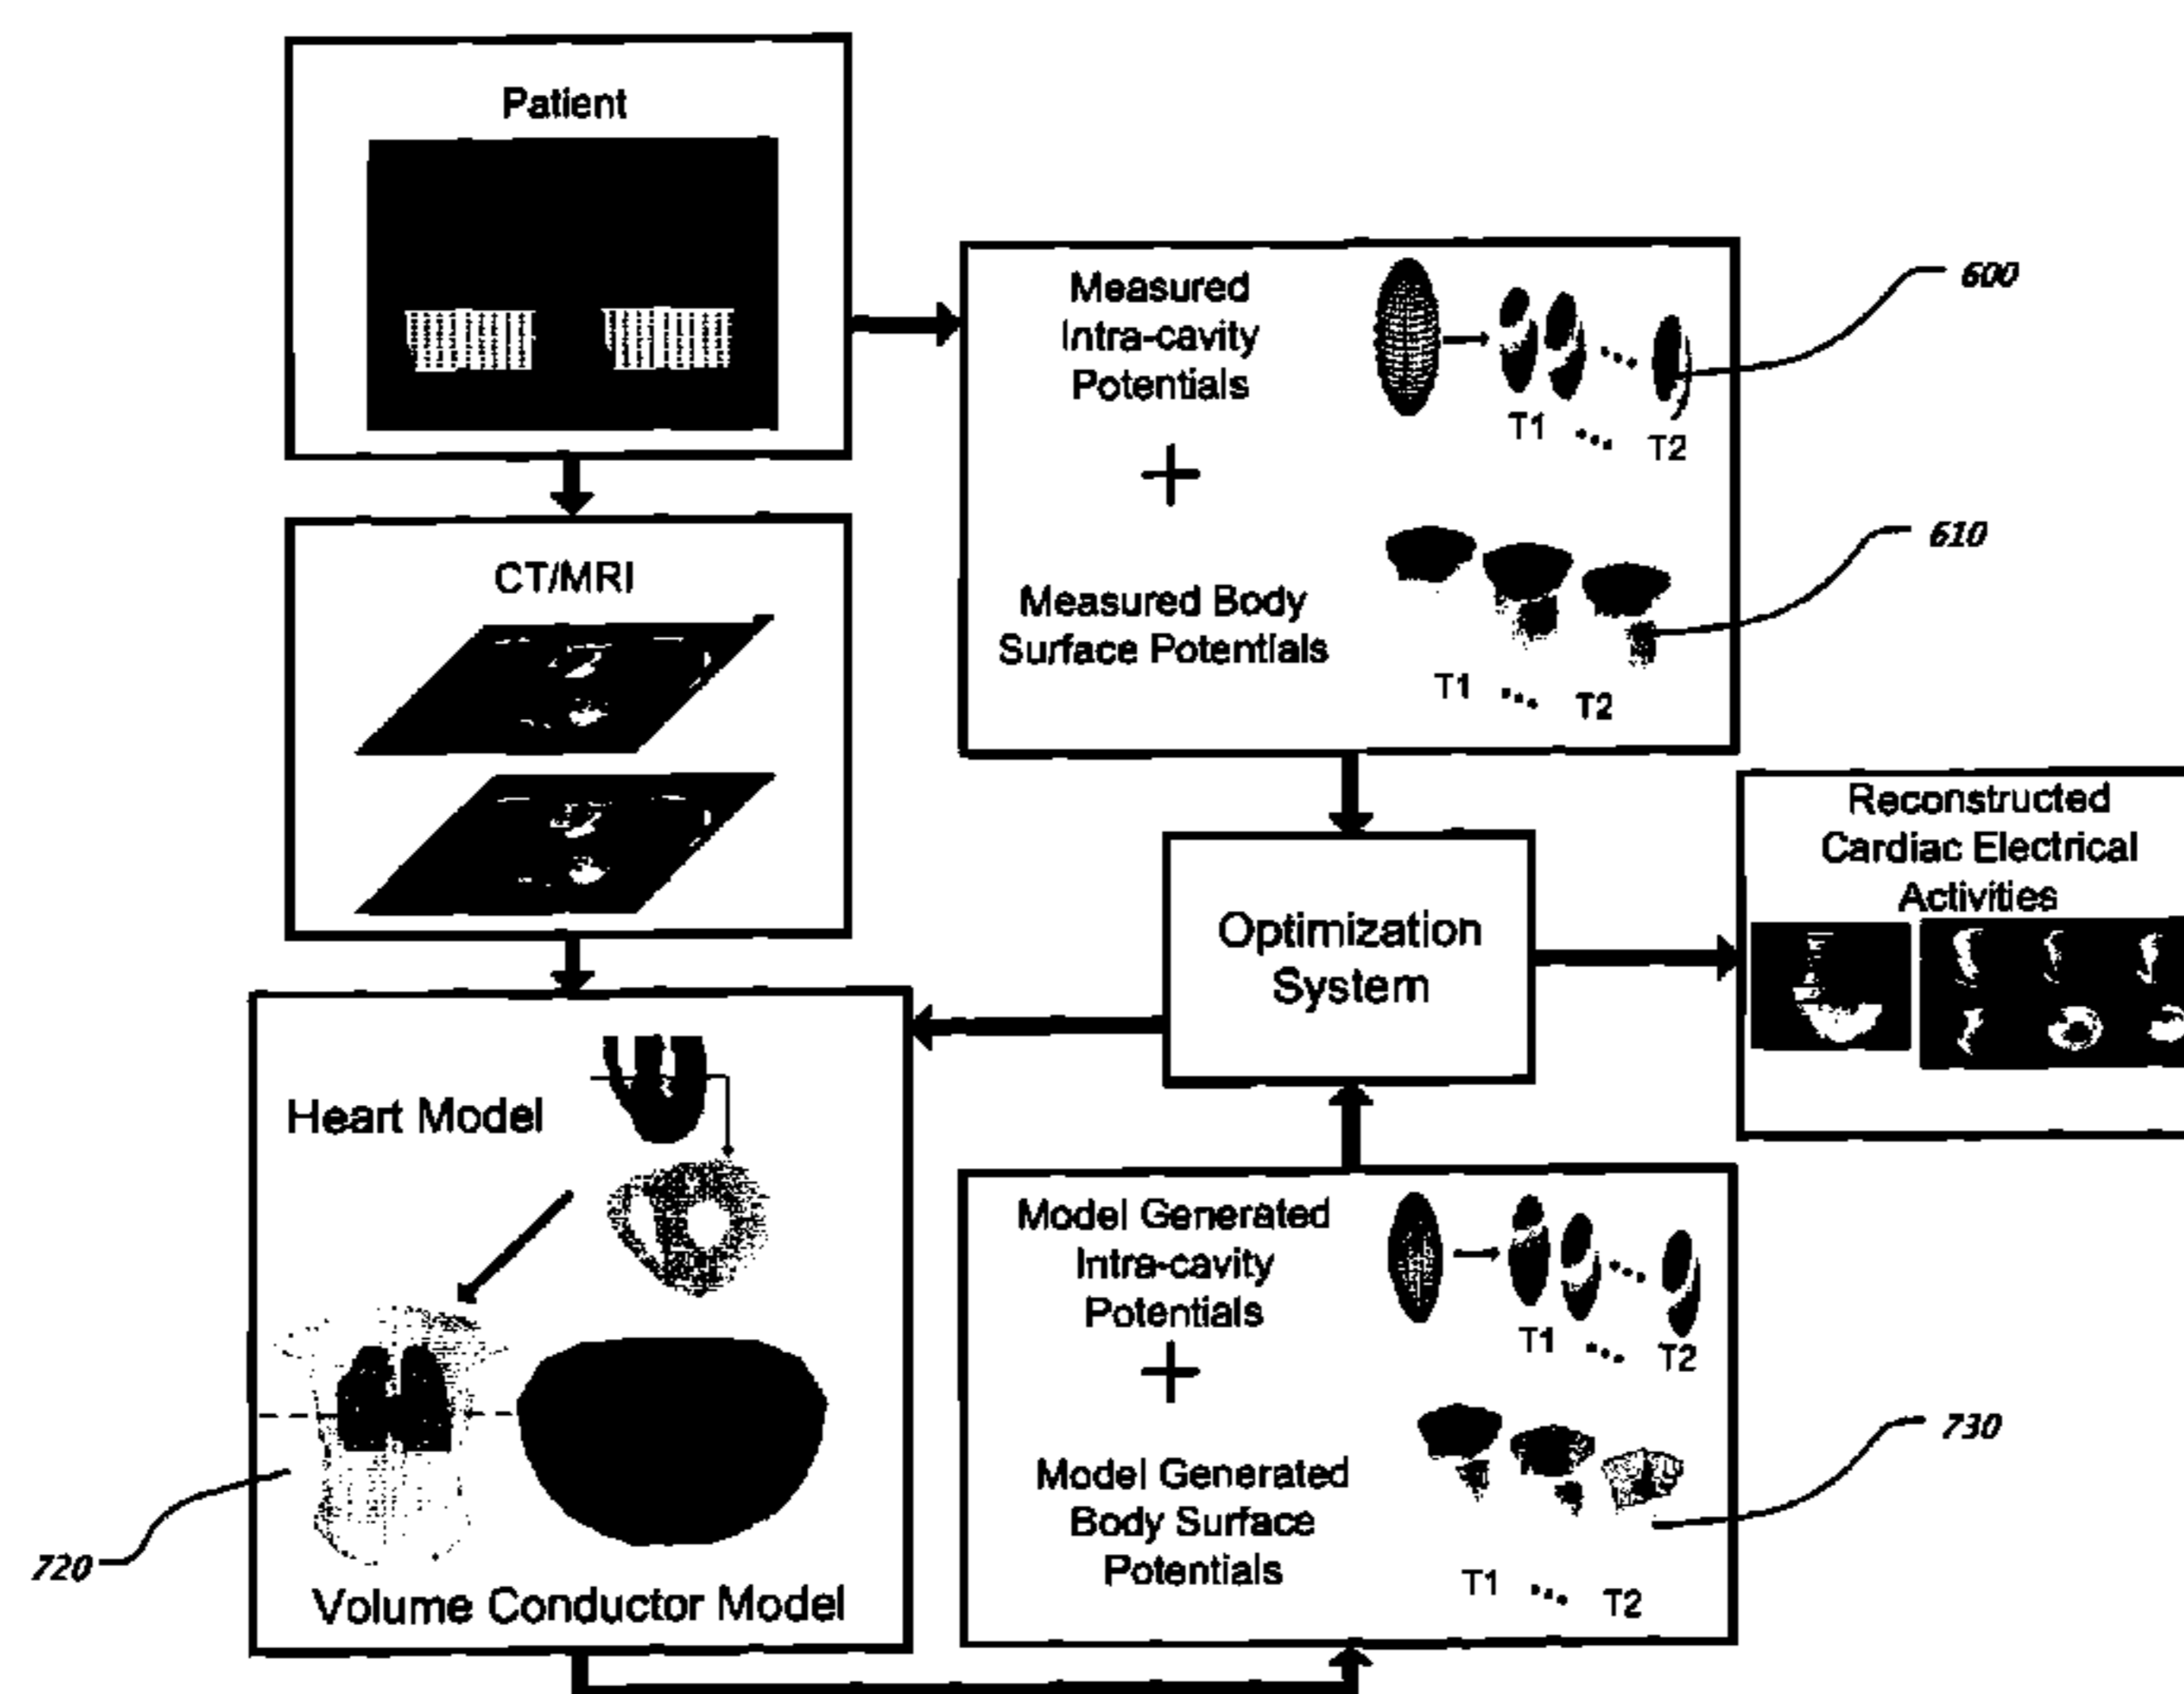 Patient
Measured
Intra-cavity
Potentials
600
T1
T2
+
CT/MRI
610
Measured Body
Surface Potentials
T1
T2
Reconstructed
Cardiac Electrical
Activities
Optimization
System
Heart Model
Model Generated
Intra-cavity
Potentials
T1
T2
+
730
Model Generated
Body Surface
Potentials
720
T1
T2
Volume Conductor Model